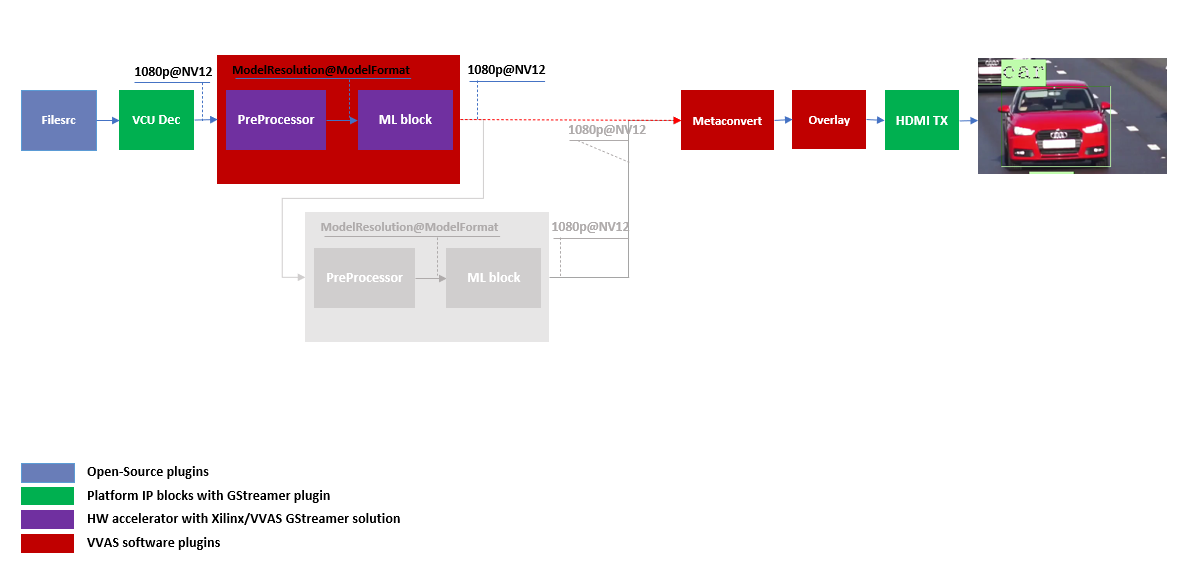 1080p@NV12
ModelResolution@ModelFormat
1080p@NV12
Filesrc
VCU Dec
PreProcessor
ML block
1080p@NV12
Metaconvert
Overlay
HDMI TX
car
ModelResolution@ModelFormat
1080p@NV12
PreProcessor
ML block
Open-Source plugins
Platform IP blocks with GStreamer plugin
HW accelerator with Xilinx/VVAS GStreamer solution
VVAS software plugins